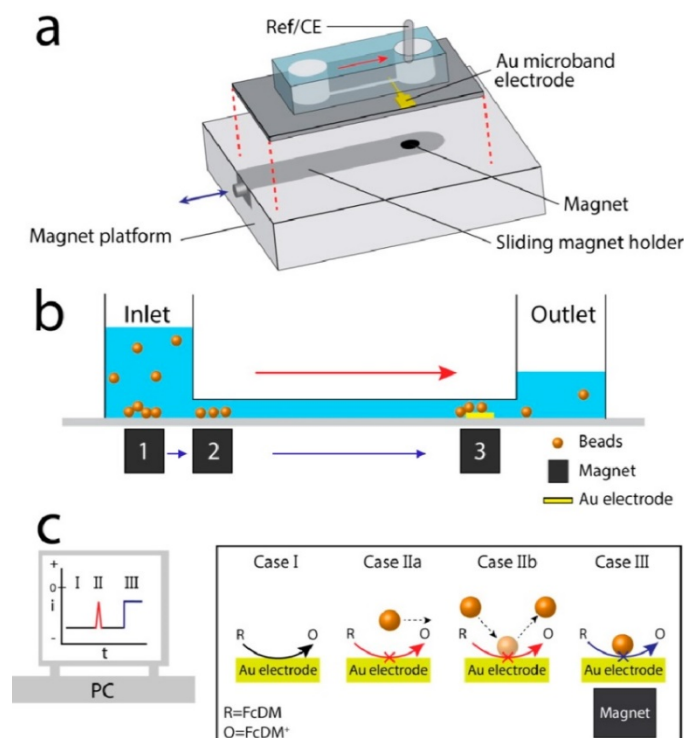 a
Ref/CE
Au microband
electrode
Magnet
Sliding magnet holder
Magnet platform
b
Inlet
Outlet
1
2
3
Beads
Magnet
Au electrode
c
+
0
i
-
I II III
t
PC
Case I Case IIa Case IIb Case III
R O R O R O R O
Au electrode Au electrode Au electrode Au electrode
R=FcDM
O=FcDM⁺
Magnet